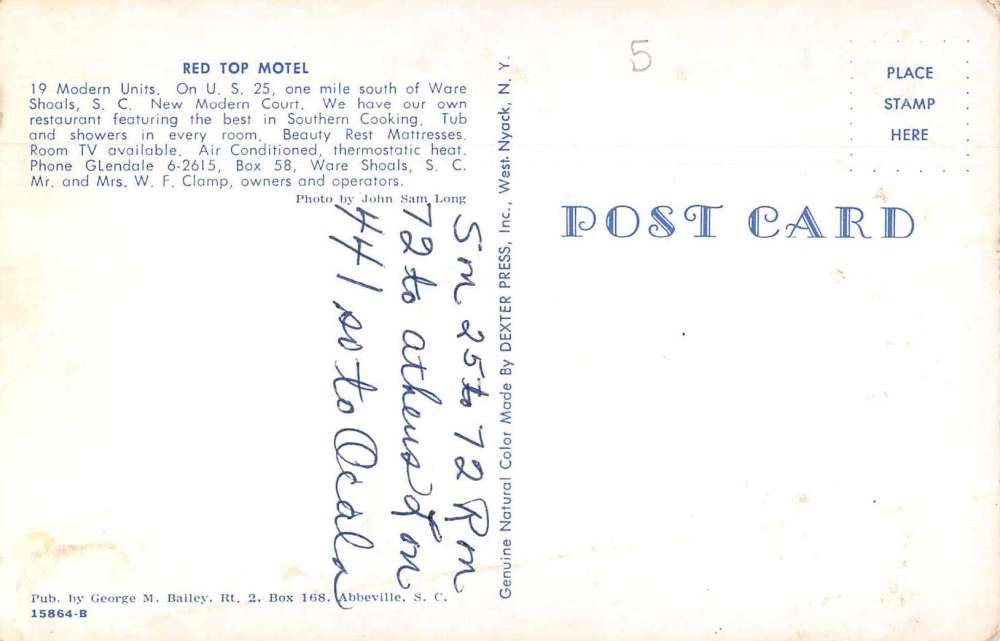 RED TOP MOTEL
19 Modern Units. On U. S. 25, one mile south of Ware
Shoals, S. C. New Modern Court. We have our own
restaurant featuring the best in Southern Cooking. Tub
and showers in every room. Beauty Rest Mattresses.
Room TV available. Air Conditioned, thermostatic heat.
Phone GLendale 6-2615, Box 58, Ware Shoals, S. C.
Mr. and Mrs. W. F. Clamp, owners and operators.
Photo by John Sam Long
25 to 72 R on
72 to athens on
441 so to Ocala
Pub. by George M. Bailey, Rt. 2, Box 168, Abbeville, S. C.
15864-B
Genuine Natural Color Made By DEXTER PRESS, Inc., West Nyack, N. Y.
5
PLACE
STAMP
HERE
POST CARD